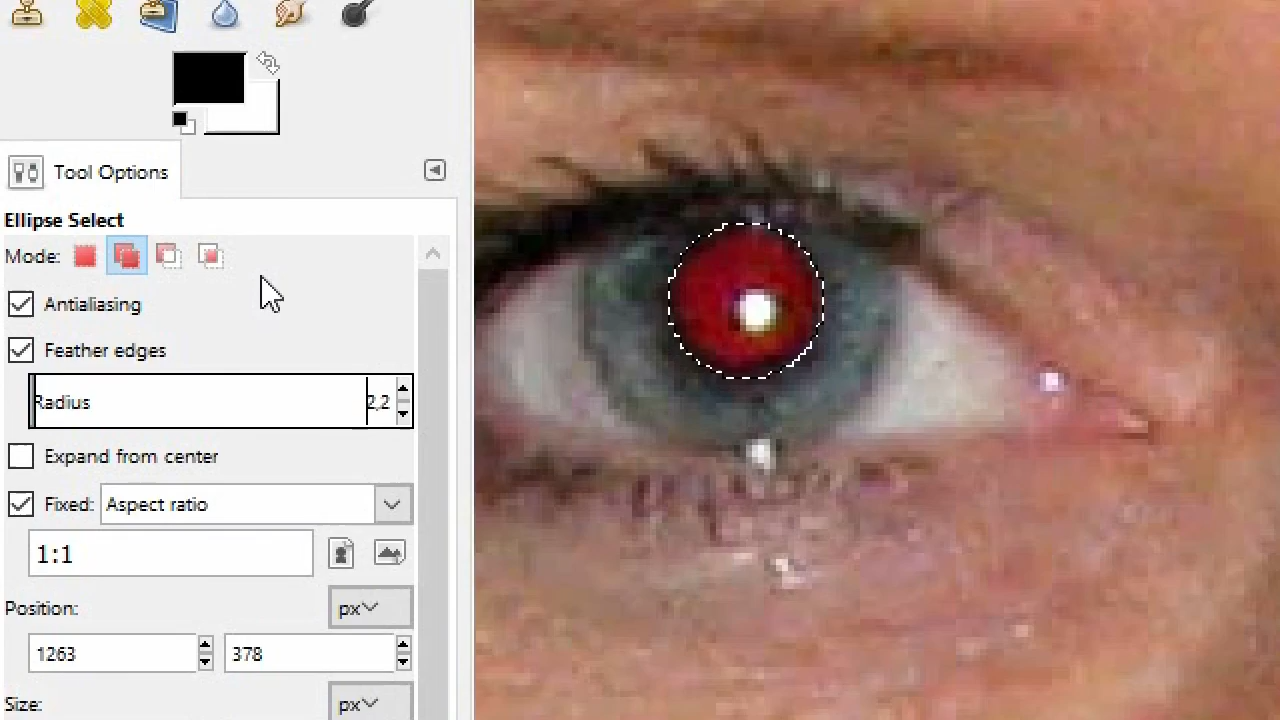 Tool Options
Ellipse Select
Mode:
Antialiasing
Feather edges
Radius 2,2
Expand from center
Fixed: Aspect ratio
1:1
Position: px
1263 378
Size: px